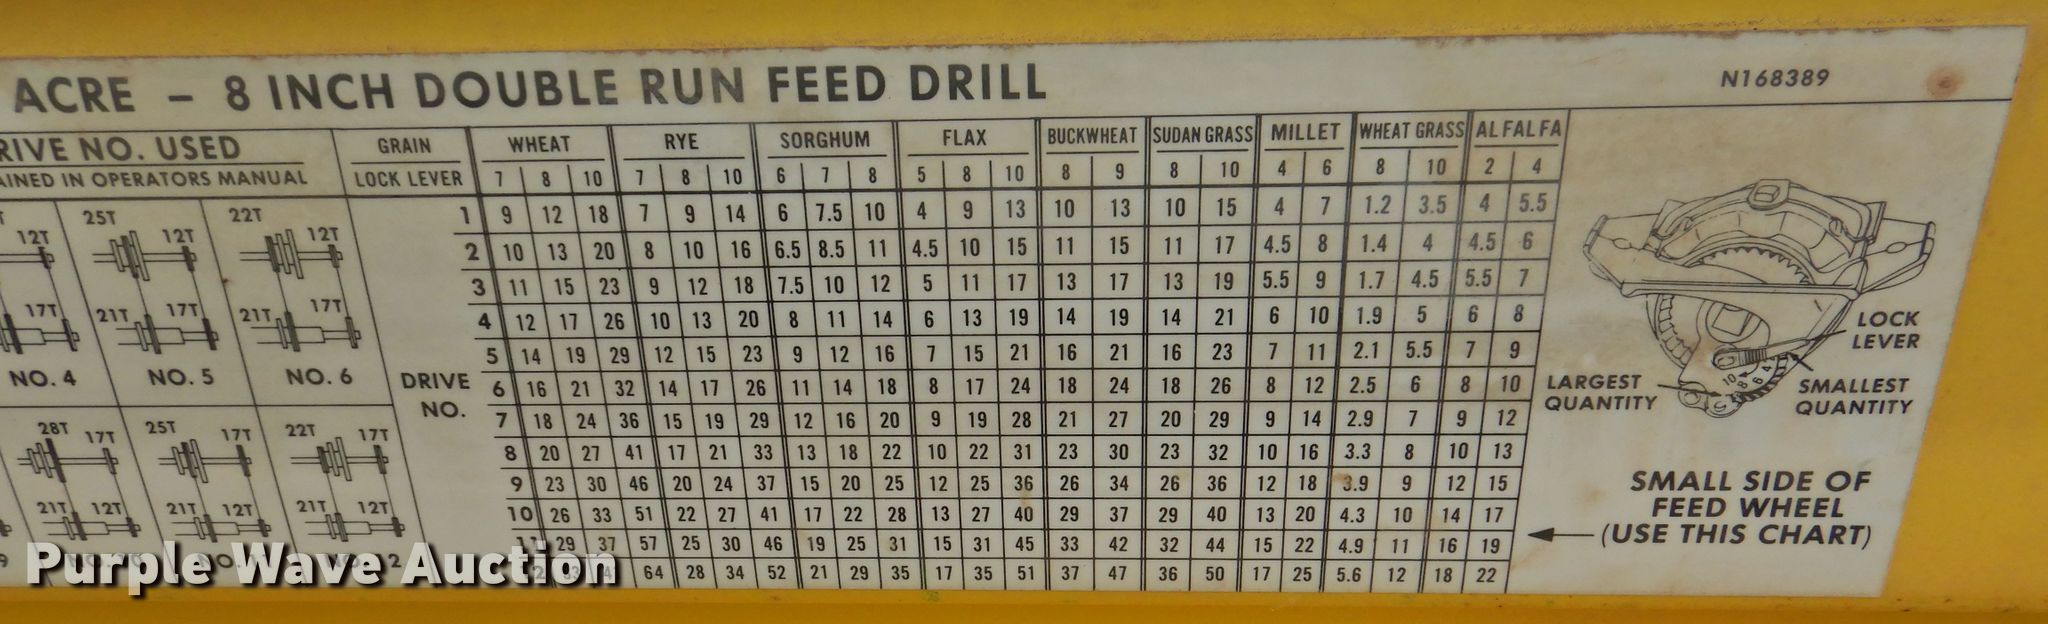 ACRE – 8 INCH DOUBLE RUN FEED DRILL
N168389
DRIVE NO. USED
OPERATORS MANUAL
IN
GRAIN
LOCK LEVER
WHEAT RYE SORGHUM FLAX BUCKWHEAT SUDAN GRASS MILLET WHEAT GRASS ALFALFA
7 8 10 7 8 10 6 7 8 5 8 10 8 9 8 10 4 6 8 10 2 4
1 9 12 18 7 9 14 6 7.5 10 4 9 13 10 13 10 15 4 7 1.2 3.5 4 5.5
2 10 13 20 8 10 16 6.5 8.5 11 4.5 10 15 11 15 11 17 4.5 8 1.4 4 4.5 6
3 11 15 23 9 12 18 7.5 10 12 5 11 17 13 17 13 19 5.5 9 1.7 4.5 5.5 7
4 12 17 26 10 13 20 8 11 14 6 13 19 14 19 14 21 6 10 1.9 5 6 8
5 14 19 29 12 15 23 9 12 16 7 15 21 16 21 16 23 7 11 2.1 5.5 7 9
6 16 21 32 14 17 26 11 14 18 8 17 24 18 24 18 26 8 12 2.5 6 8 10
7 18 24 36 15 19 29 12 16 20 9 19 28 21 27 20 29 9 14 2.9 7 9 12
8 20 27 41 17 21 33 13 18 22 10 22 31 23 30 23 32 10 16 3.3 8 10 13
9 23 30 46 20 24 37 15 20 25 12 25 36 26 34 26 36 12 18 3.9 9 12 15
10 26 33 51 22 27 41 17 22 28 13 27 40 29 37 29 40 13 20 4.3 10 14 17
29 37 57 25 30 46 19 25 31 15 31 45 33 42 32 44 15 22 4.9 11 16 19
64 28 34 52 21 29 35 17 35 51 37 47 36 50 17 25 5.6 12 18 22
DRIVE
NO.
25T 22T
12T 12T 12T
17T 21T 17T 21T 17T
NO. 4 NO. 5 NO. 6
28T 17T 25T 17T 22T 17T
21T 12T 21T 12T 21T 12T
LOCK
LEVER
LARGEST
QUANTITY
SMALLEST
QUANTITY
10 8 6 4
SMALL SIDE OF
FEED WHEEL
(USE THIS CHART)
Purple Wave Auction